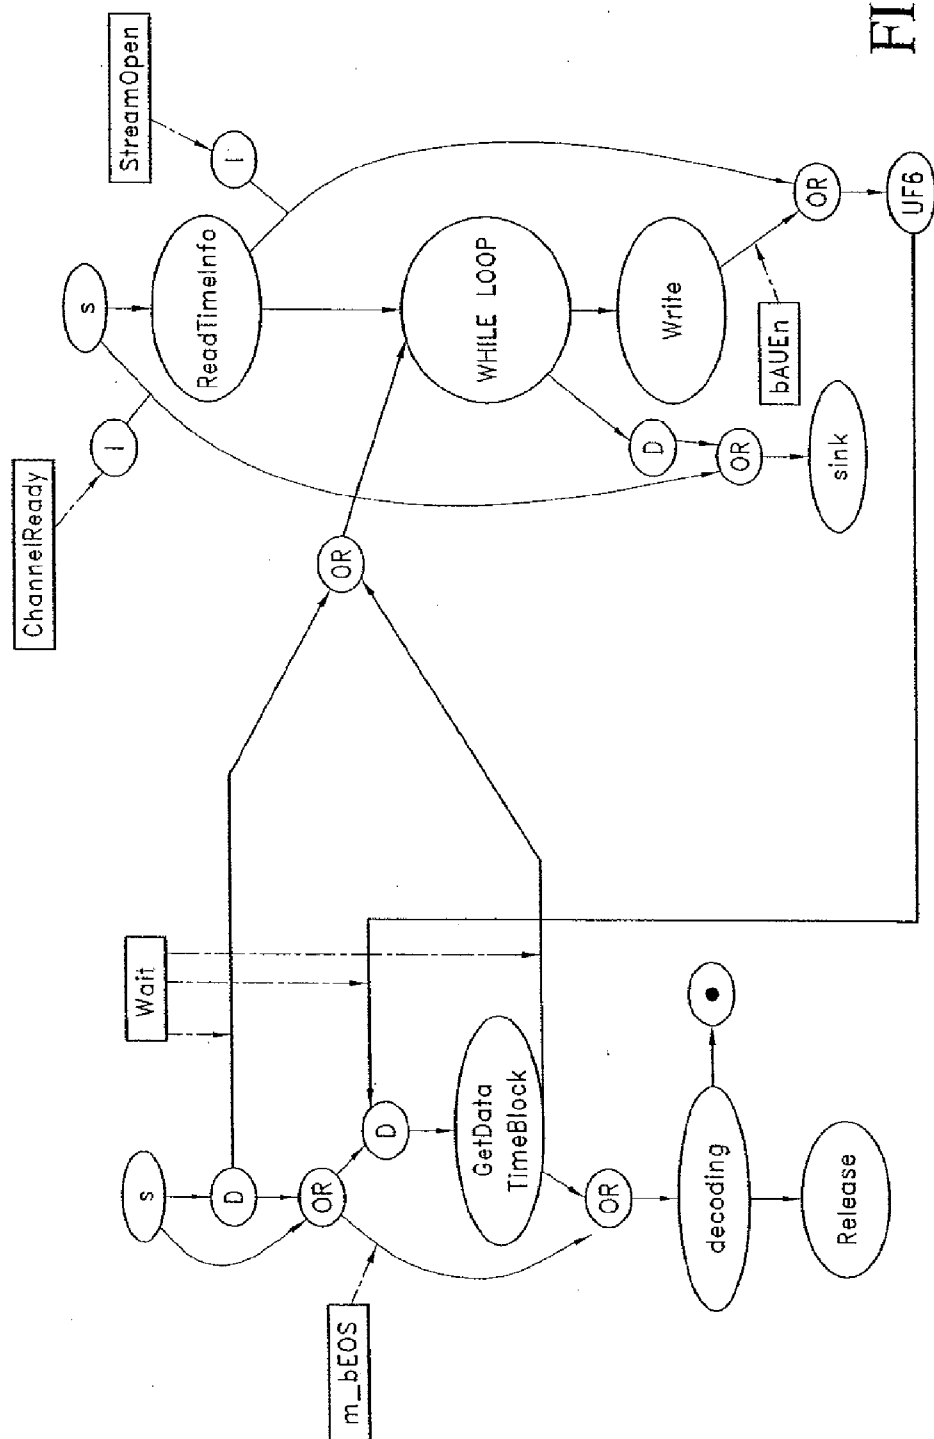 ChannelReady
s
I
s
Wait
StreamOpen
ReadTimeInfo
D
I
OR
OR
m_bEOS
D
GetData
TimeBlock
WHILE LOOP
OR
D
Write
decoding
OR
bAUEn
OR
Release
sink
UF6
FI